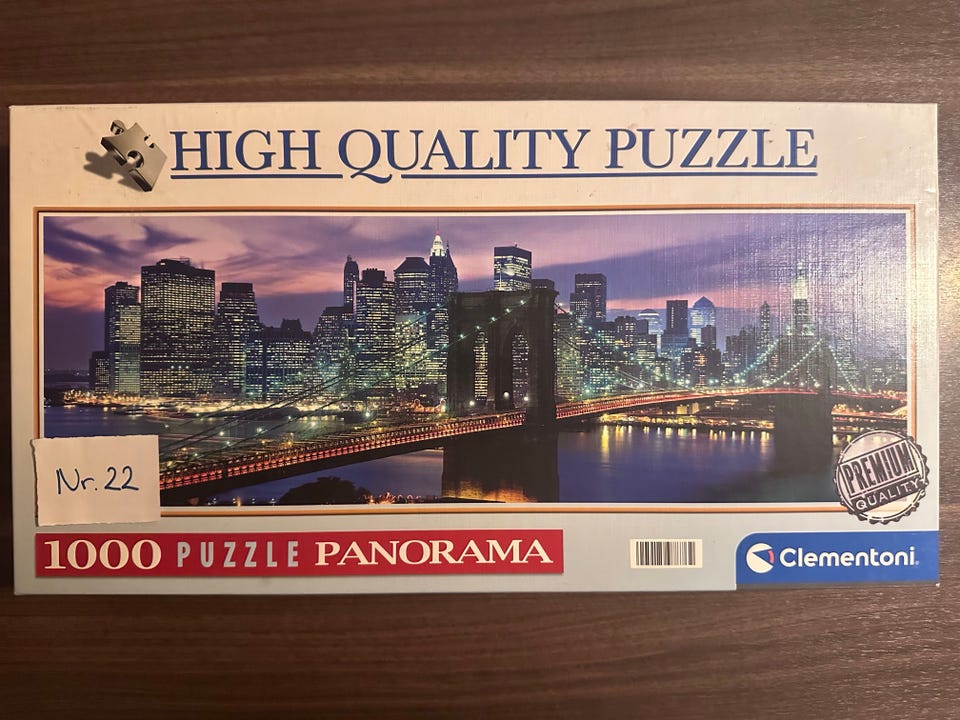 HIGH QUALITY PUZZLE
Nr. 22
PREMIUM
QUALITY
1000 PUZZLE PANORAMA
Clementoni®